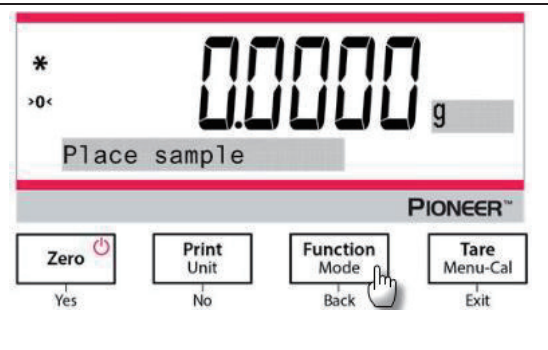 *
>0<
0.0000 g
Place sample
PIONEER™
Zero Print Function Tare
Unit Mode Menu-Cal
Yes No Back Exit